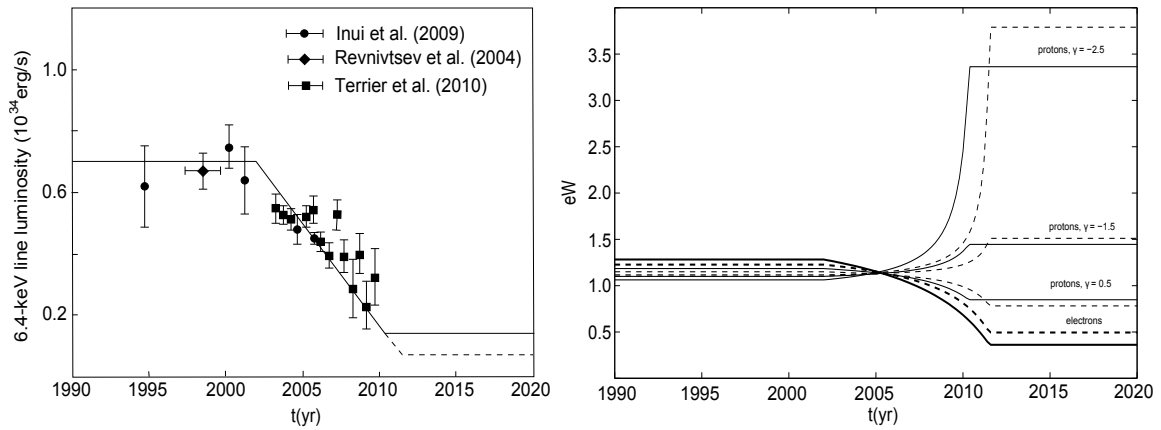 Inui et al. (2009)
Revnivtsev et al. (2004)
Terrier et al. (2010)
6.4-keV line luminosity (10³⁴erg/s)
1.0
0.6
0.2
1990 1995 2000 2005 2010 2015 2020
t(yr)
eW
3.5
3.0
2.5
2.0
1.5
1.0
0.5
protons, γ = −2.5
protons, γ = −1.5
protons, γ = 0.5
electrons
1990 1995 2000 2005 2010 2015 2020
t(yr)